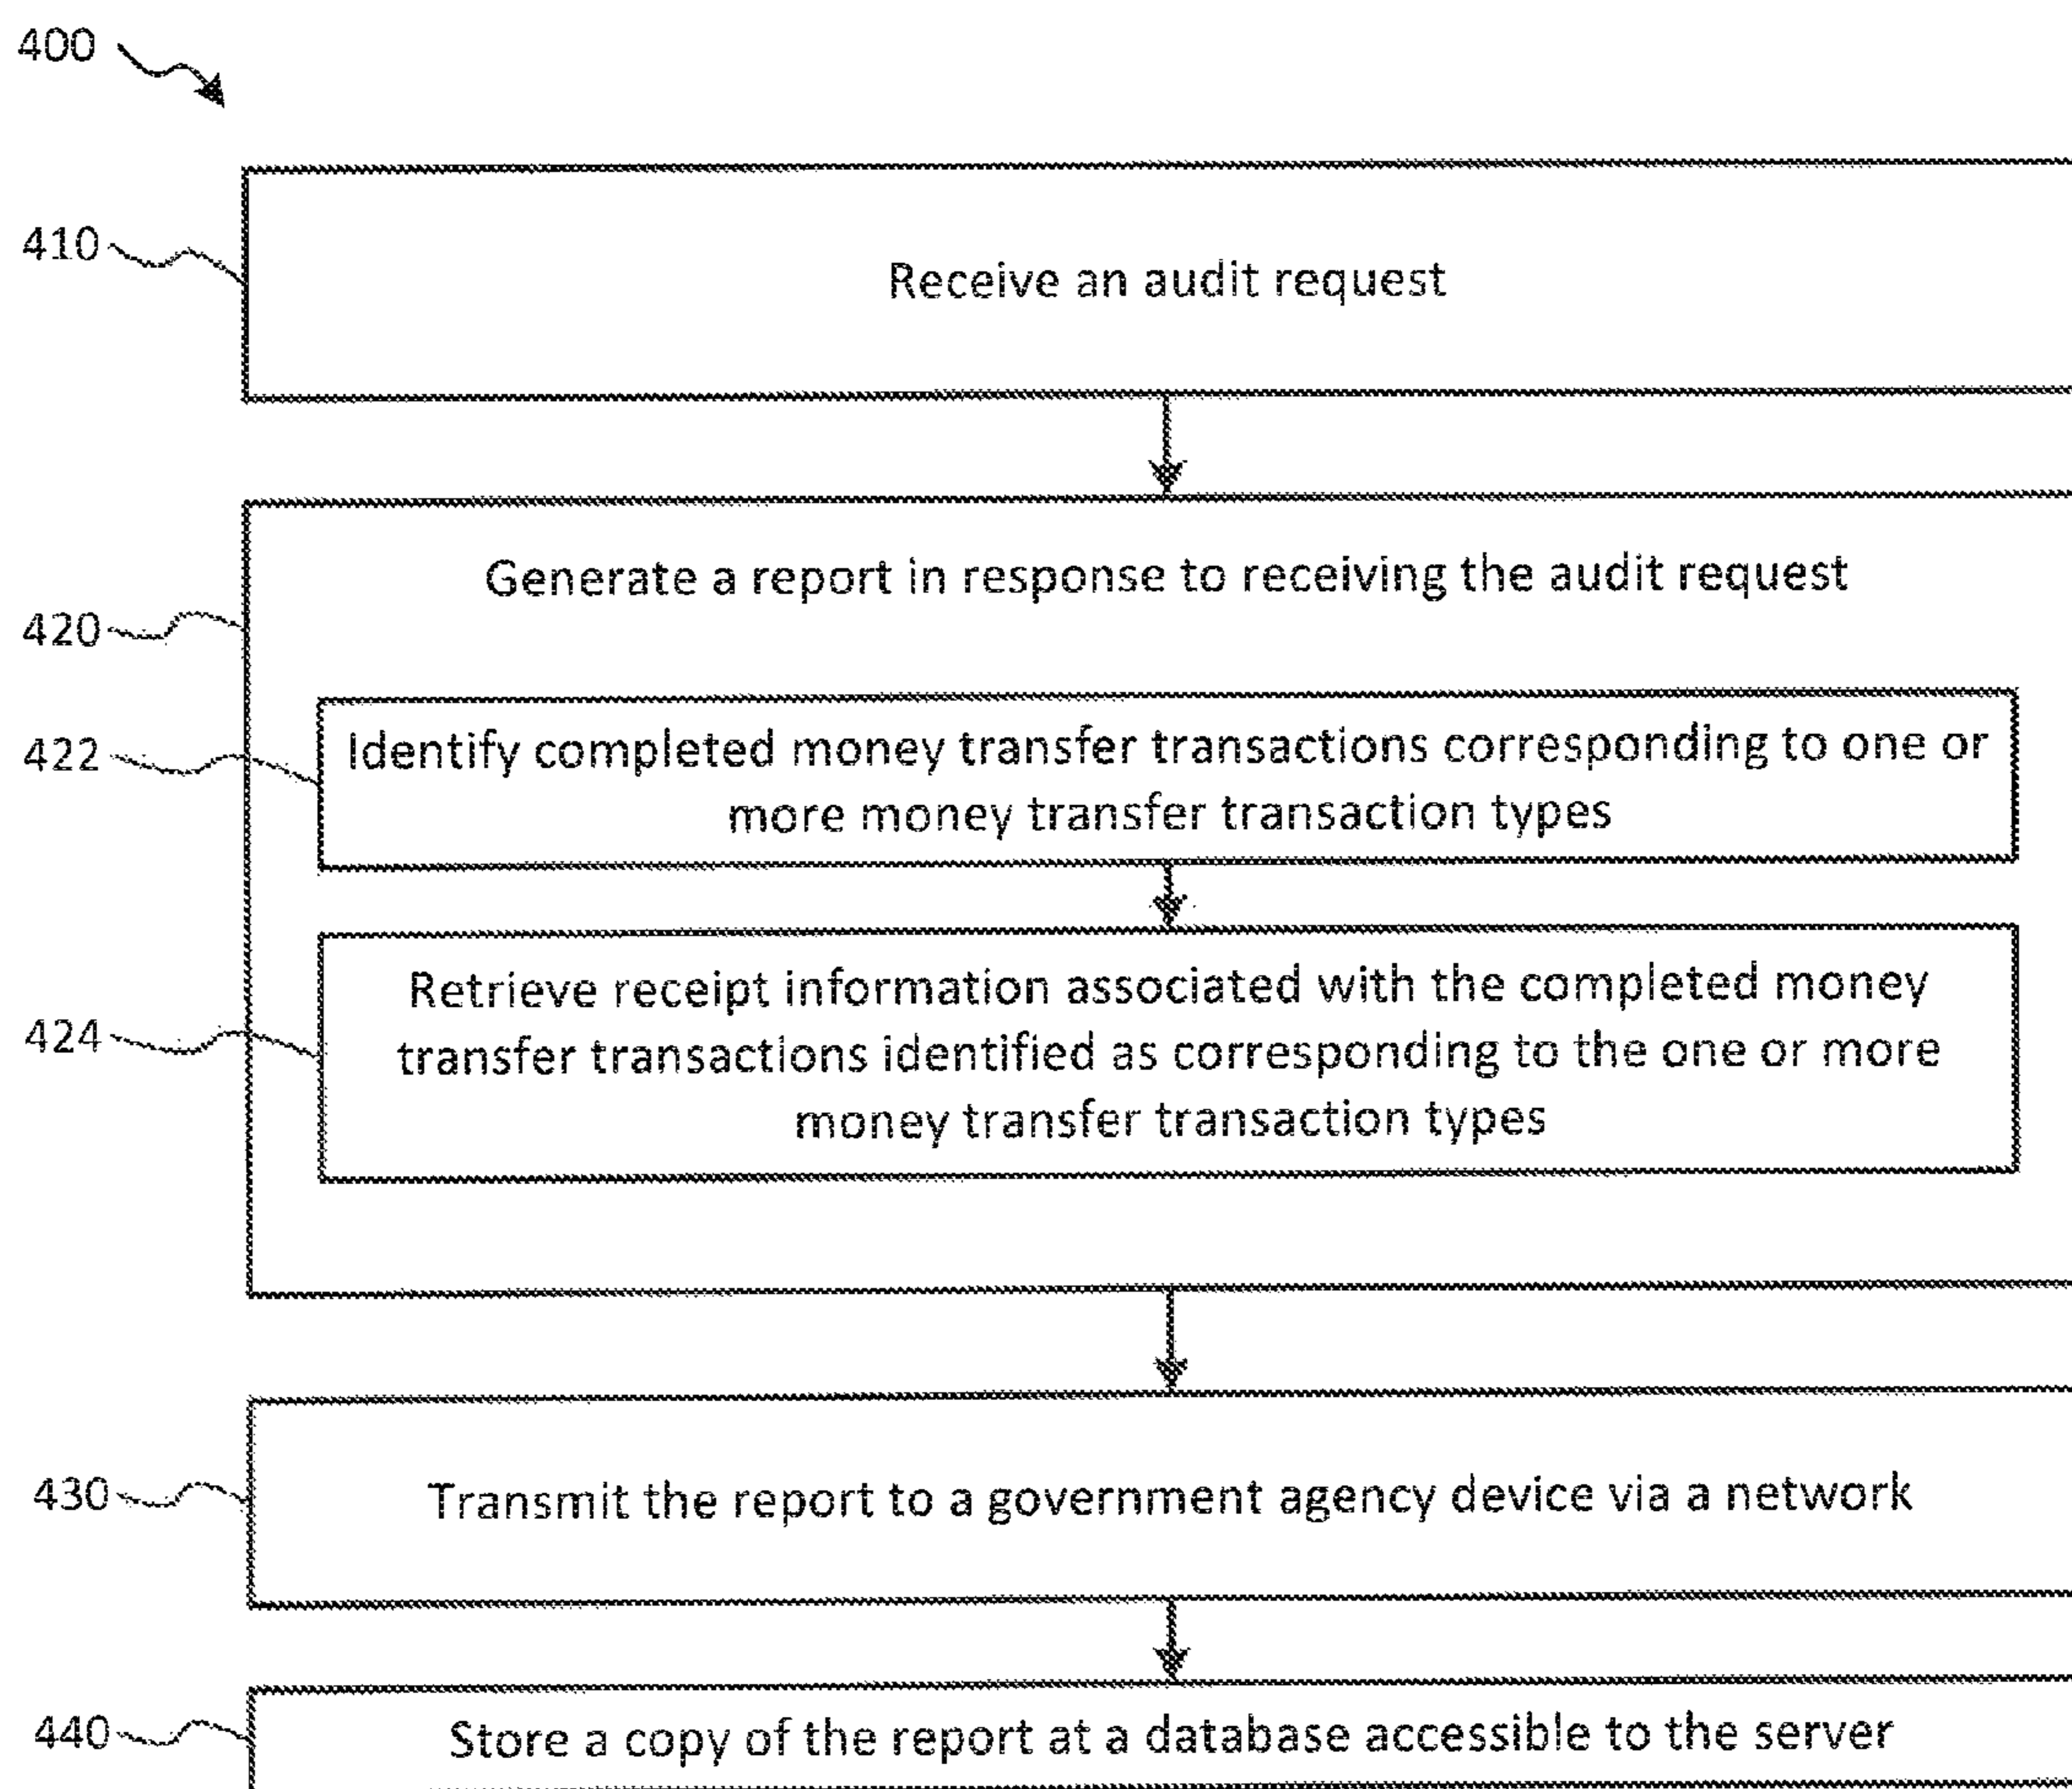 400
410
Receive an audit request
Generate a report in response to receiving the audit request
420
422
Identify completed money transfer transactions corresponding to one or
more money transfer transaction types
424
Retrieve receipt information associated with the completed money
transfer transactions identified as corresponding to the one or more
money transfer transaction types
430
Transmit the report to a government agency device via a network
440
Store a copy of the report at a database accessible to the server